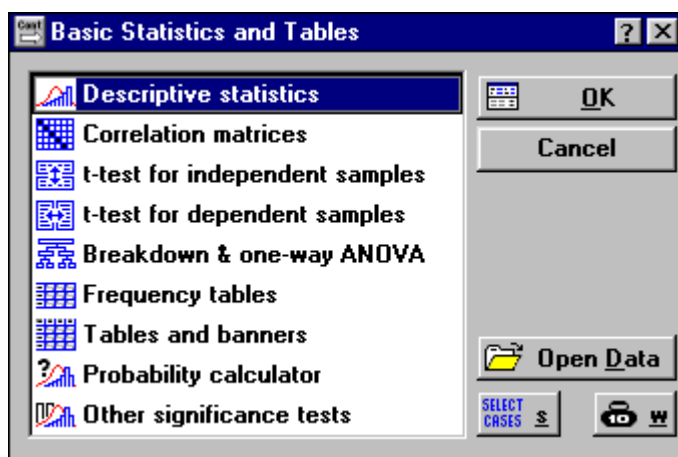 Cont
Basic Statistics and Tables
?
Descriptive statistics
Correlation matrices
t-test for independent samples
t-test for dependent samples
Breakdown & one-way ANOVA
Frequency tables
Tables and banners
Probability calculator
Other significance tests
OK
Cancel
Open Data
SELECT
CASES S
W